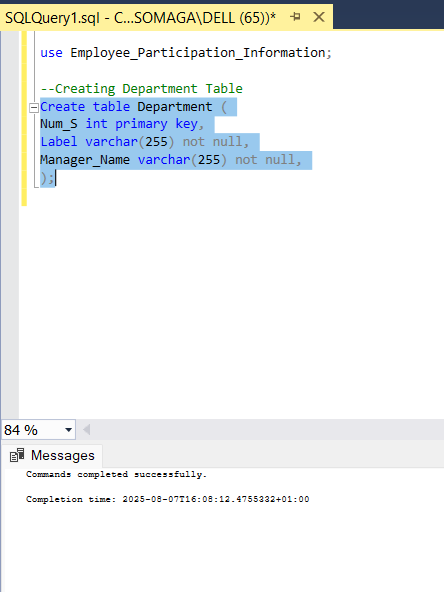 SQLQuery1.sql - C...SOMAGA\DELL (65))*
use Employee_Participation_Information;
--Creating Department Table
Create table Department (
Num_S int primary key,
Label varchar(255) not null,
Manager_Name varchar(255) not null,
);
84 %
Messages
Commands completed successfully.
Completion time: 2025-08-07T16:08:12.4755332+01:00